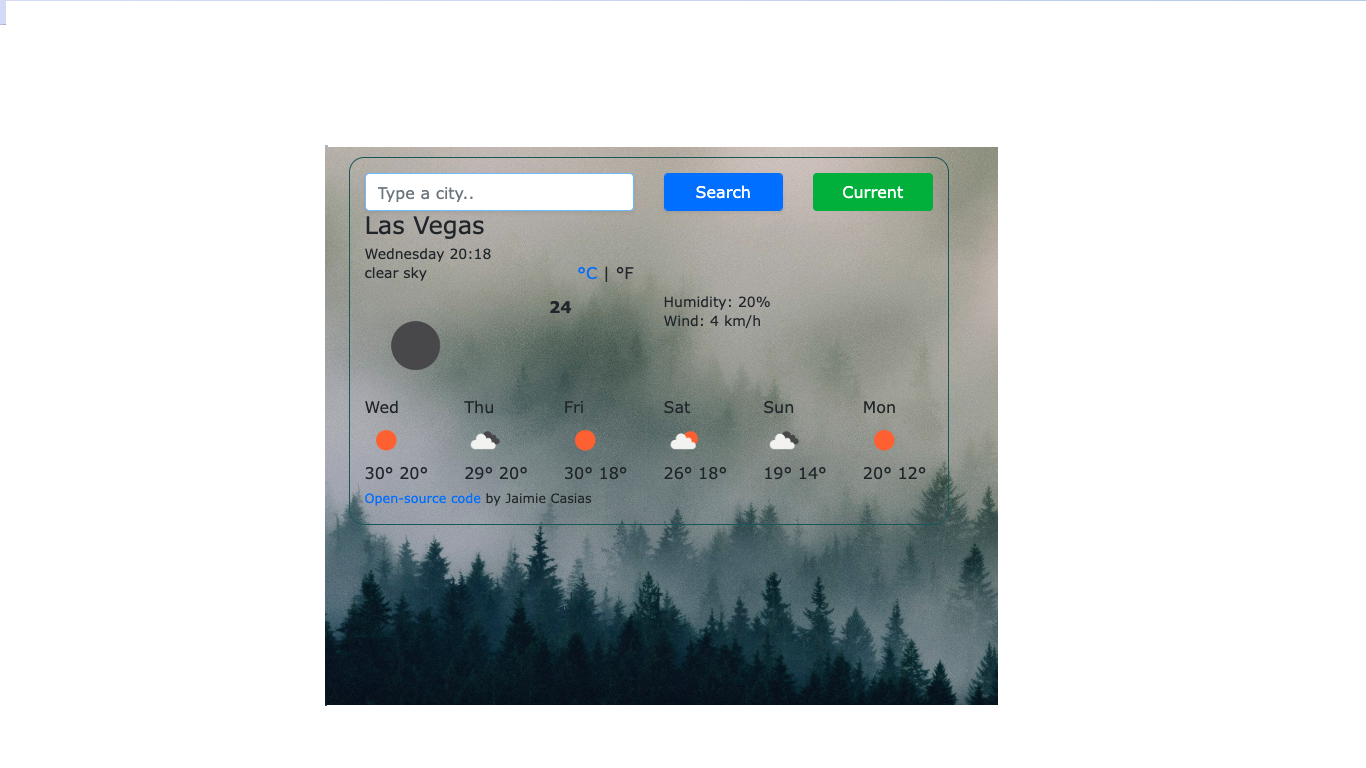 Type a city..
Search
Current
Las Vegas
Wednesday 20:18
clear sky
°C | °F
24
Humidity: 20%
Wind: 4 km/h
Wed Thu Fri Sat Sun Mon
30° 20° 29° 20° 30° 18° 26° 18° 19° 14° 20° 12°
Open-source code by Jaimie Casias